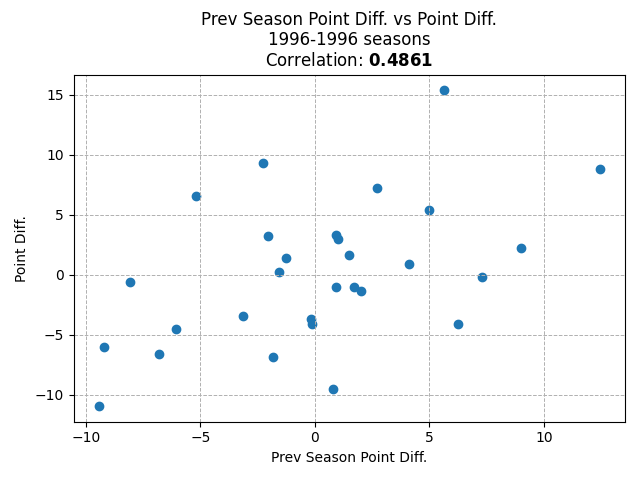 Prev Season Point Diff. vs Point Diff.
1996-1996 seasons
Correlation: 0.4861
15
10
5
0
−5
−10
Point Diff.
−10
−5
0
5
10
Prev Season Point Diff.